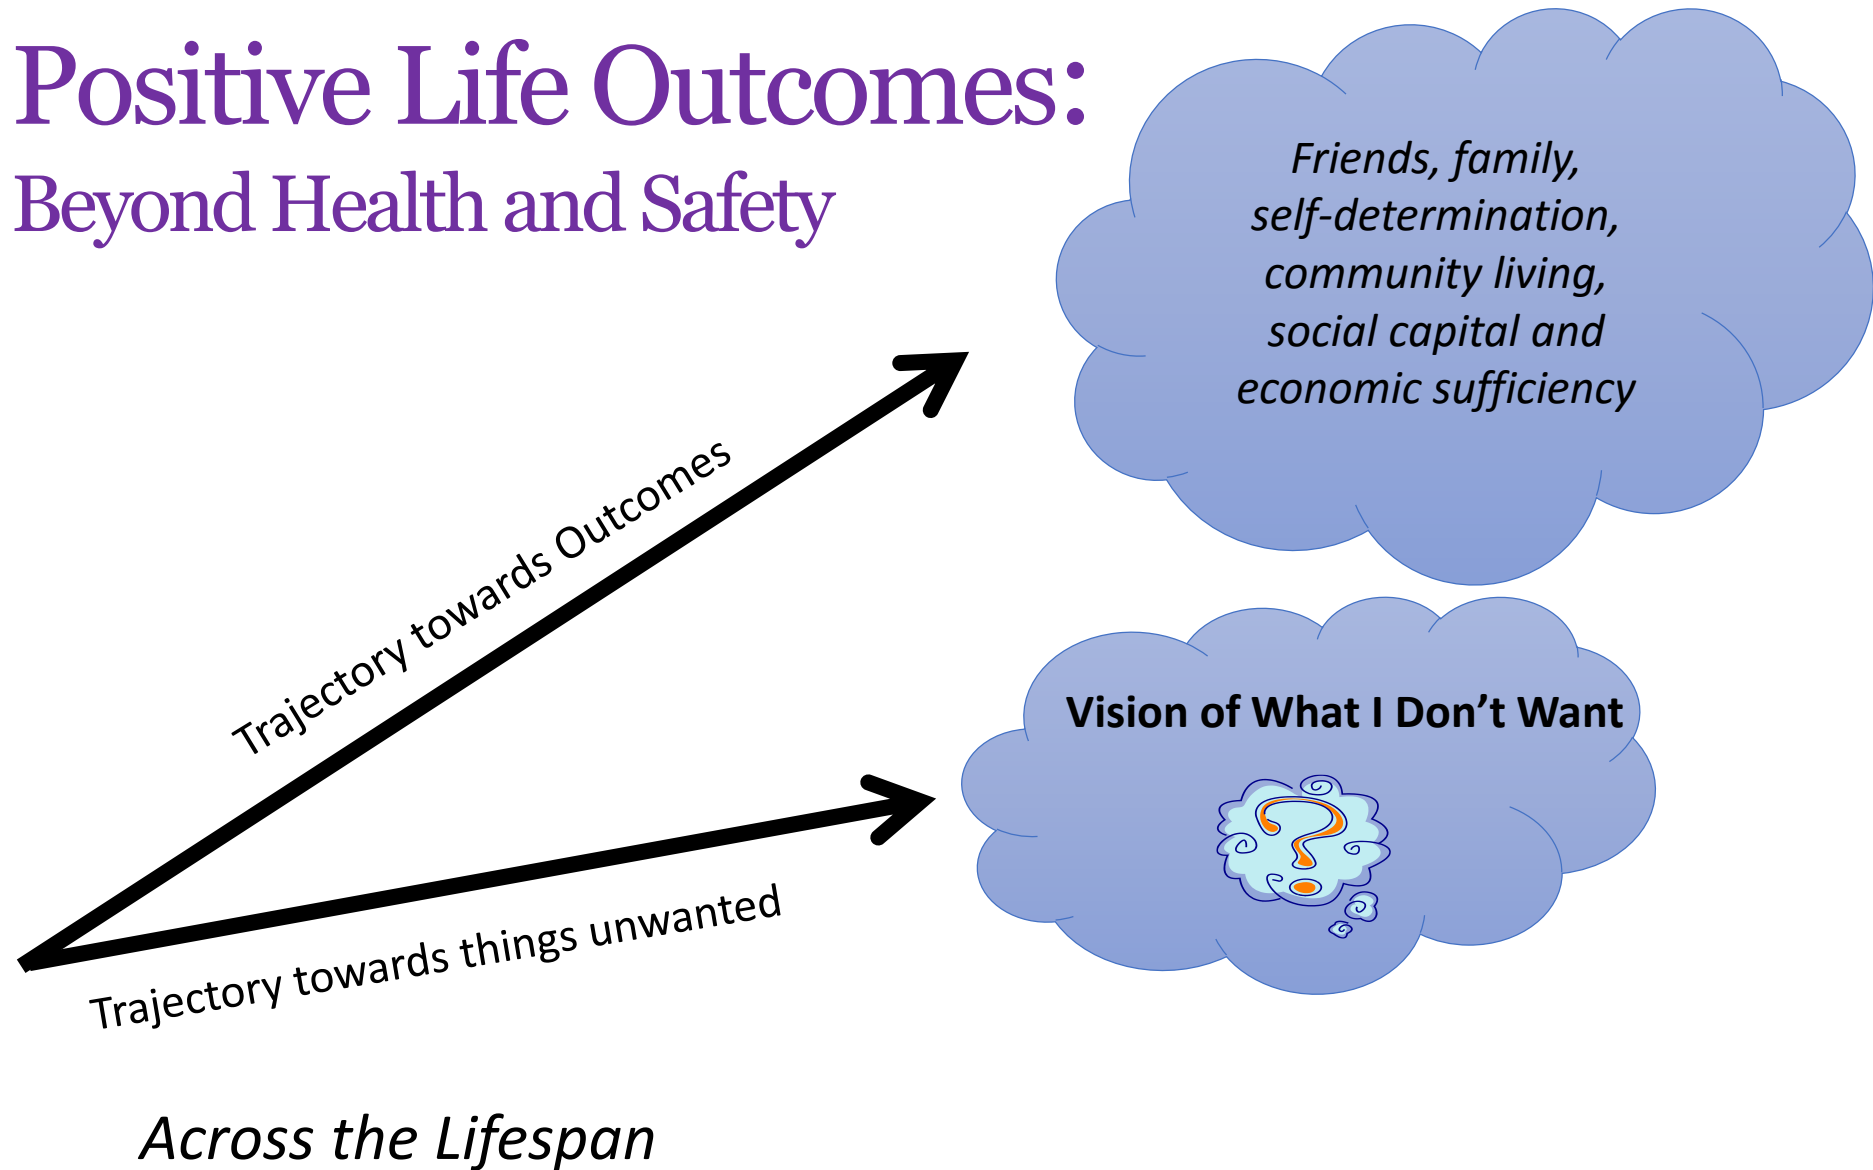 Positive Life Outcomes:
Beyond Health and Safety
Friends, family,
self-determination,
community living,
social capital and
economic sufficiency
Trajectory towards Outcomes
Vision of What I Don’t Want
?
Trajectory towards things unwanted
Across the Lifespan